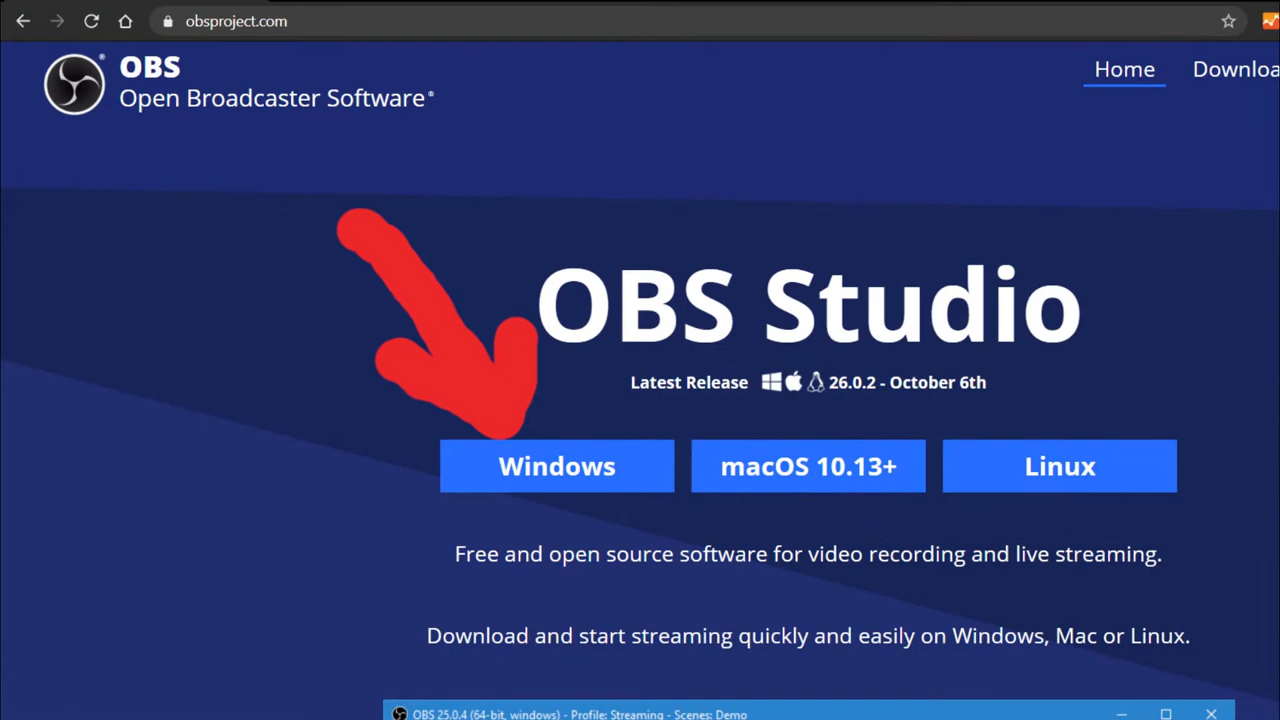 obsproject.com
OBS
Open Broadcaster Software®
Home Downloa
OBS Studio
Latest Release 26.0.2 - October 6th
Windows macOS 10.13+ Linux
Free and open source software for video recording and live streaming.
Download and start streaming quickly and easily on Windows, Mac or Linux.
OBS 25.0.4 (64-bit, windows) - Profile: Streaming - Scenes: Demo